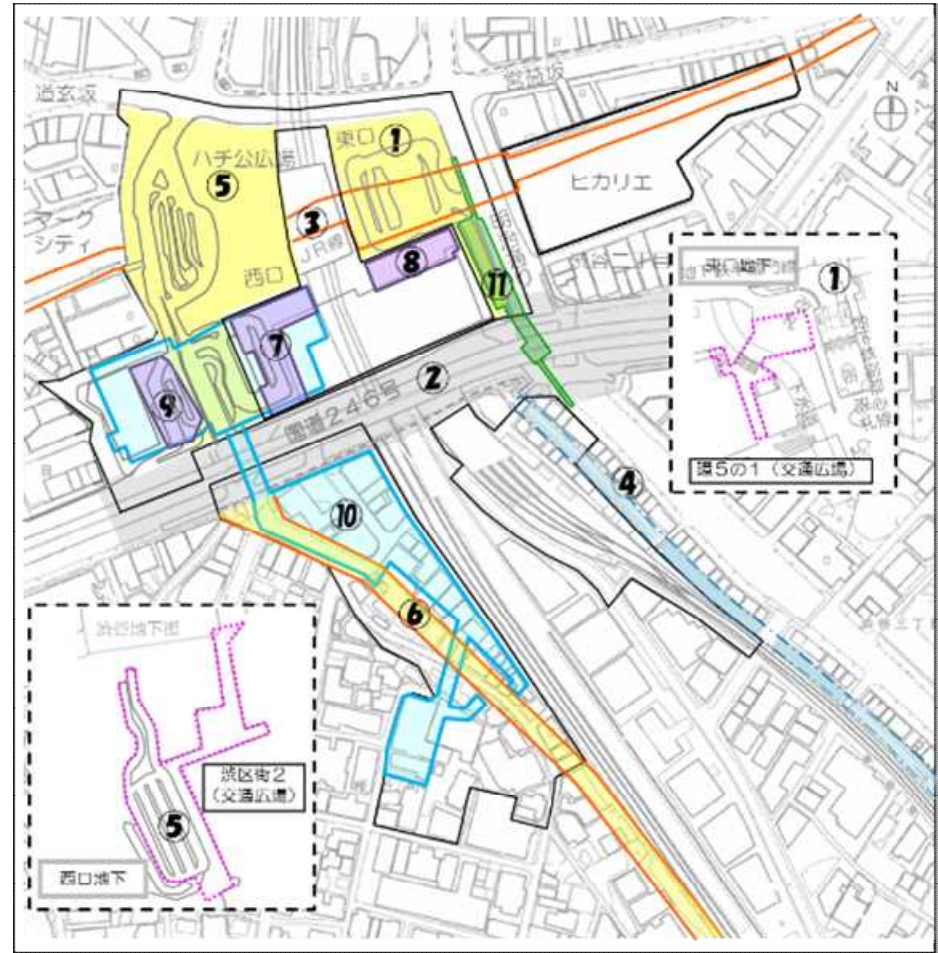 宮益坂
道玄坂
N
東口
①
ハチ公広場
⑤
ヒカリエ
③
マーク
シティ
JR線
西口
⑧
東口地下
①
⑪
⑦
②
⑨
国道246号
④
環5の1（交通広場）
⑩
⑥
渋谷地下街
渋区街2
（交通広場）
⑤
西口地下